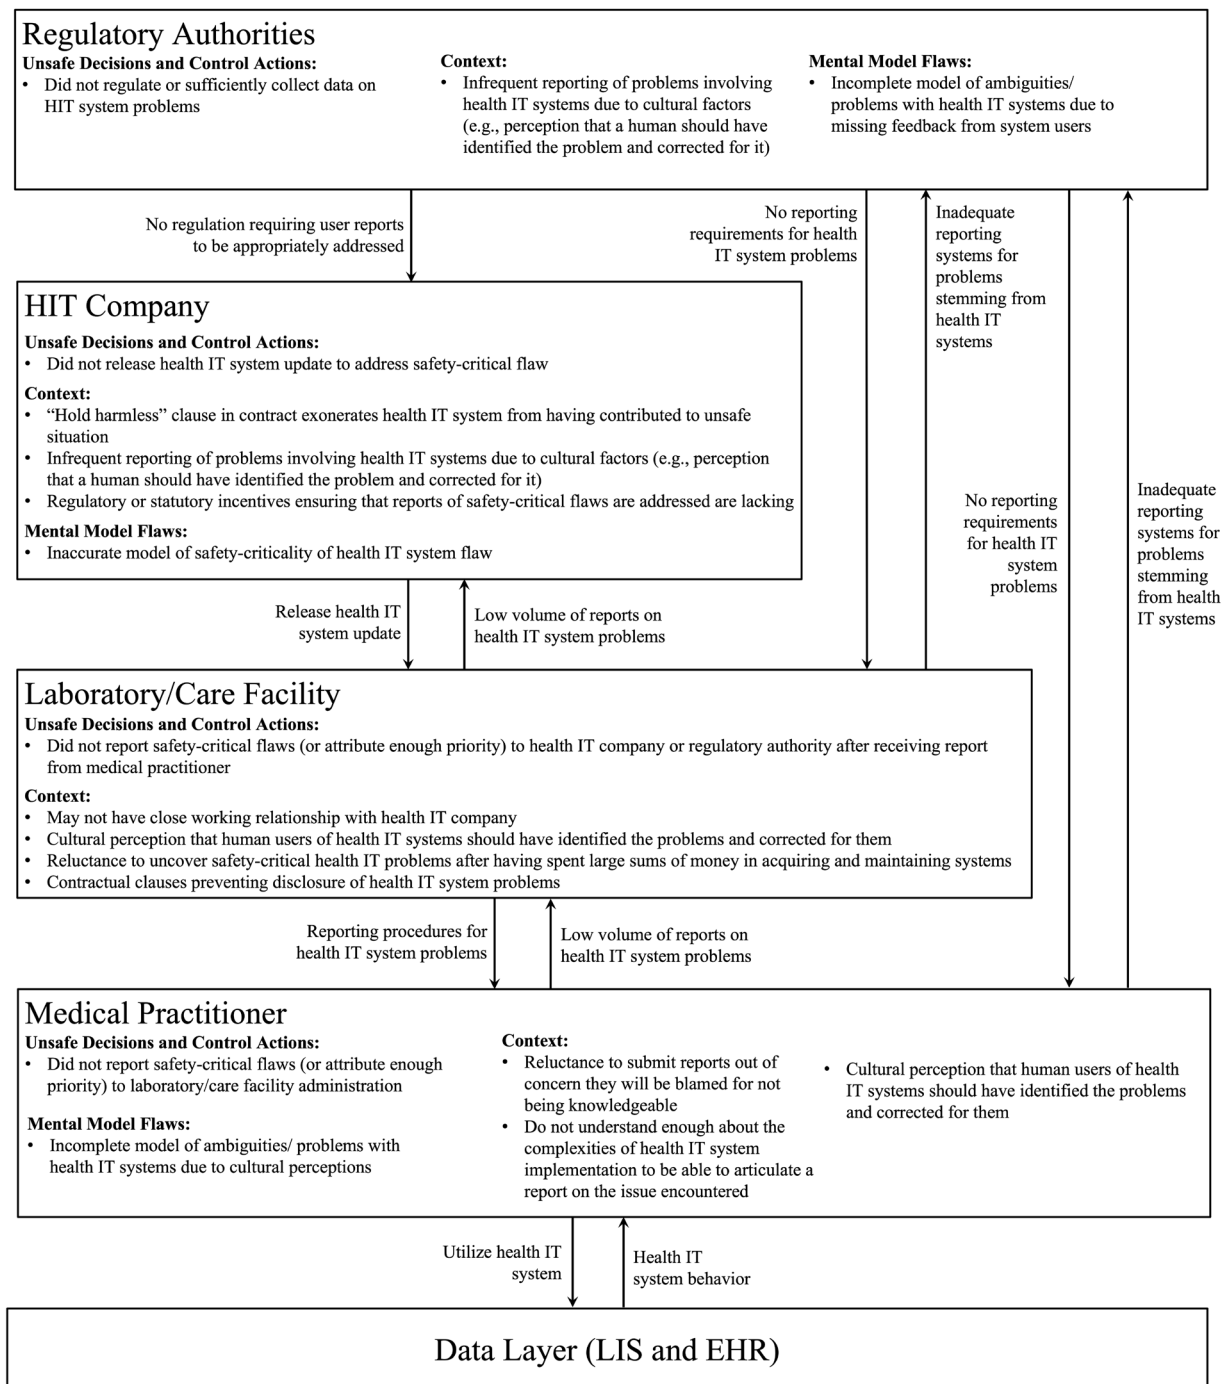 Regulatory Authorities
Unsafe Decisions and Control Actions:
• Did not regulate or sufficiently collect data on
HIT system problems
Context:
• Infrequent reporting of problems involving
health IT systems due to cultural factors
(e.g., perception that a human should have
identified the problem and corrected for it)
Mental Model Flaws:
• Incomplete model of ambiguities/
problems with health IT systems due to
missing feedback from system users
No regulation requiring user reports
to be appropriately addressed
No reporting
requirements for health
IT system problems
Inadequate
reporting
systems for
problems
stemming from
health IT
systems
HIT Company
Unsafe Decisions and Control Actions:
• Did not release health IT system update to address safety-critical flaw
Context:
• “Hold harmless” clause in contract exonerates health IT system from having contributed to unsafe
situation
• Infrequent reporting of problems involving health IT systems due to cultural factors (e.g., perception
that a human should have identified the problem and corrected for it)
• Regulatory or statutory incentives ensuring that reports of safety-critical flaws are addressed are lacking
Mental Model Flaws:
• Inaccurate model of safety-criticality of health IT system flaw
No reporting
requirements
for health IT
system
problems
Inadequate
reporting
systems for
problems
stemming
from health
IT systems
Release health IT
system update
Low volume of reports on
health IT system problems
Laboratory/Care Facility
Unsafe Decisions and Control Actions:
• Did not report safety-critical flaws (or attribute enough priority) to health IT company or regulatory authority after receiving report
from medical practitioner
Context:
• May not have close working relationship with health IT company
• Cultural perception that human users of health IT systems should have identified the problems and corrected for them
• Reluctance to uncover safety-critical health IT problems after having spent large sums of money in acquiring and maintaining systems
• Contractual clauses preventing disclosure of health IT system problems
Reporting procedures for
health IT system problems
Low volume of reports on
health IT system problems
Medical Practitioner
Unsafe Decisions and Control Actions:
• Did not report safety-critical flaws (or attribute enough
priority) to laboratory/care facility administration
Mental Model Flaws:
• Incomplete model of ambiguities/ problems with
health IT systems due to cultural perceptions
Context:
• Reluctance to submit reports out of
concern they will be blamed for not
being knowledgeable
• Do not understand enough about the
complexities of health IT system
implementation to be able to articulate a
report on the issue encountered
• Cultural perception that human users of health
IT systems should have identified the problems
and corrected for them
Utilize health IT
system
Health IT
system behavior
Data Layer (LIS and EHR)